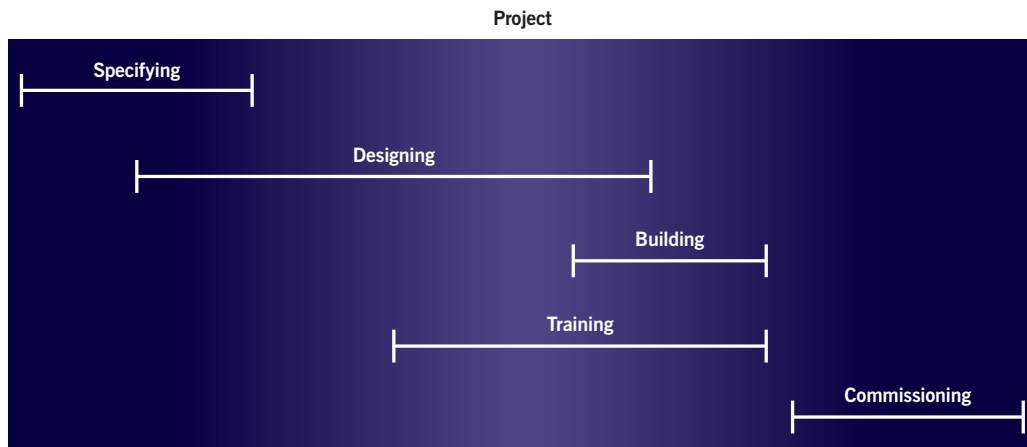 Project
Specifying
Designing
Building
Training
Commissioning